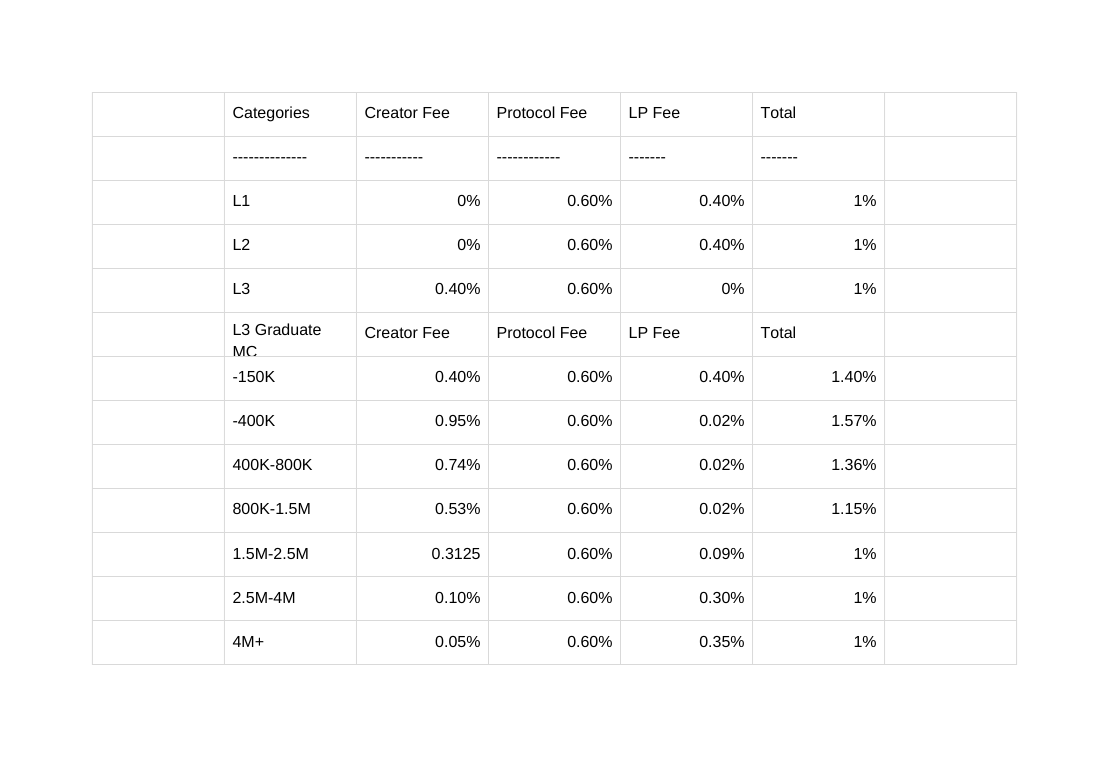 Categories Creator Fee Protocol Fee LP Fee Total
-------------- ----------- ------------ ------- -------
L1 0% 0.60% 0.40% 1%
L2 0% 0.60% 0.40% 1%
L3 0.40% 0.60% 0% 1%
L3 Graduate MC Creator Fee Protocol Fee LP Fee Total
-150K 0.40% 0.60% 0.40% 1.40%
-400K 0.95% 0.60% 0.02% 1.57%
400K-800K 0.74% 0.60% 0.02% 1.36%
800K-1.5M 0.53% 0.60% 0.02% 1.15%
1.5M-2.5M 0.3125 0.60% 0.09% 1%
2.5M-4M 0.10% 0.60% 0.30% 1%
4M+ 0.05% 0.60% 0.35% 1%